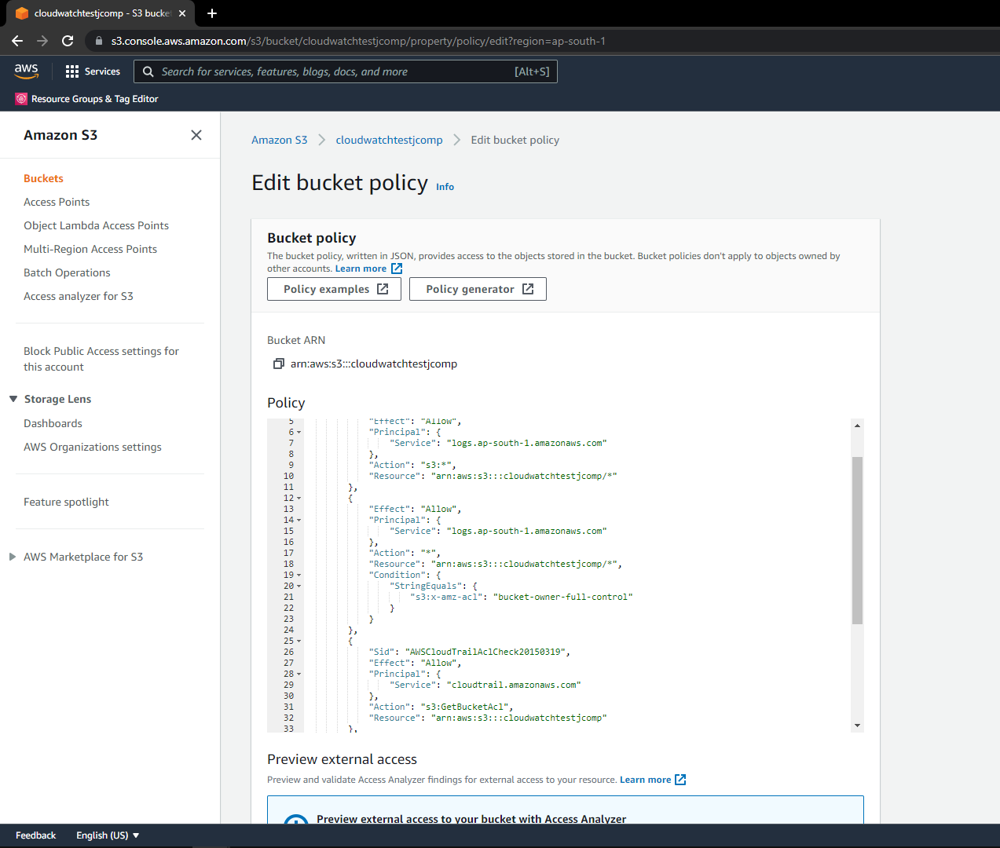 cloudwatchtestjcomp - S3 bucket
s3.console.aws.amazon.com/s3/bucket/cloudwatchtestjcomp/property/policy/edit?region=ap-south-1
aws
Services
Search for services, features, blogs, docs, and more
[Alt+S]
Resource Groups & Tag Editor
Amazon S3
Buckets
Access Points
Object Lambda Access Points
Multi-Region Access Points
Batch Operations
Access analyzer for S3
Block Public Access settings for
this account
Storage Lens
Dashboards
AWS Organizations settings
Feature spotlight
AWS Marketplace for S3
Amazon S3 > cloudwatchtestjcomp > Edit bucket policy
Edit bucket policy Info
Bucket policy
The bucket policy, written in JSON, provides access to the objects stored in the bucket. Bucket policies don't apply to objects owned by
other accounts. Learn more
Policy examples
Policy generator
Bucket ARN
arn:aws:s3:::cloudwatchtestjcomp
Policy
5 "Effect": "Allow",
6 "Principal": {
7 "Service": "logs.ap-south-1.amazonaws.com"
8 },
9 "Action": "s3:*",
10 "Resource": "arn:aws:s3:::cloudwatchtestjcomp/*"
11 },
12 {
13 "Effect": "Allow",
14 "Principal": {
15 "Service": "logs.ap-south-1.amazonaws.com"
16 },
17 "Action": "*",
18 "Resource": "arn:aws:s3:::cloudwatchtestjcomp/*",
19 "Condition": {
20 "StringEquals": {
21 "s3:x-amz-acl": "bucket-owner-full-control"
22 }
23 }
24 },
25 {
26 "Sid": "AWSCloudTrailAclCheck20150319",
27 "Effect": "Allow",
28 "Principal": {
29 "Service": "cloudtrail.amazonaws.com"
30 },
31 "Action": "s3:GetBucketAcl",
32 "Resource": "arn:aws:s3:::cloudwatchtestjcomp"
33 },
Preview external access
Preview and validate Access Analyzer findings for external access to your resource. Learn more
Preview external access to your bucket with Access Analyzer
Feedback
English (US)